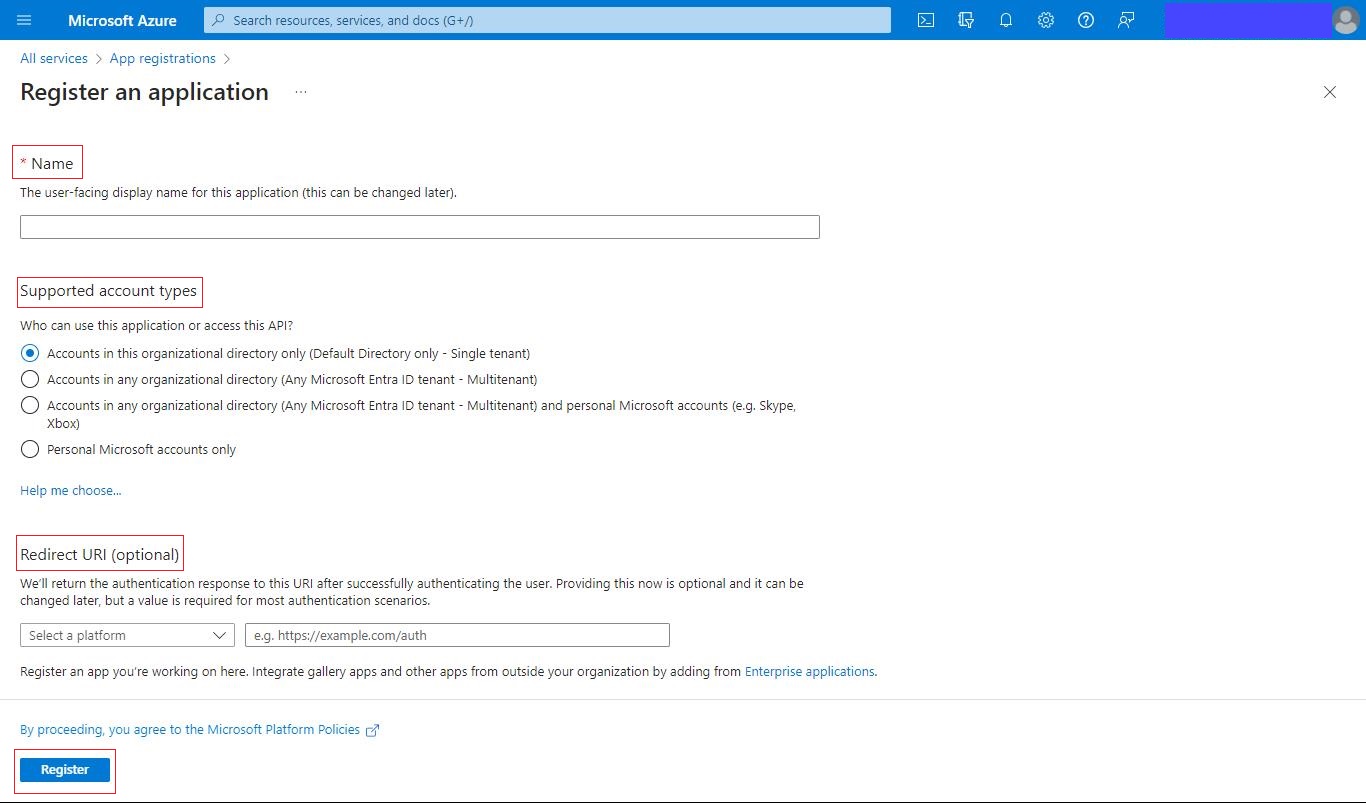 Microsoft Azure
Search resources, services, and docs (G+/)
All services > App registrations >
Register an application ...
* Name
The user-facing display name for this application (this can be changed later).
Supported account types
Who can use this application or access this API?
Accounts in this organizational directory only (Default Directory only - Single tenant)
Accounts in any organizational directory (Any Microsoft Entra ID tenant - Multitenant)
Accounts in any organizational directory (Any Microsoft Entra ID tenant - Multitenant) and personal Microsoft accounts (e.g. Skype,
Xbox)
Personal Microsoft accounts only
Help me choose...
Redirect URI (optional)
We'll return the authentication response to this URI after successfully authenticating the user. Providing this now is optional and it can be
changed later, but a value is required for most authentication scenarios.
Select a platform
e.g. https://example.com/auth
Register an app you're working on here. Integrate gallery apps and other apps from outside your organization by adding from Enterprise applications.
By proceeding, you agree to the Microsoft Platform Policies
Register